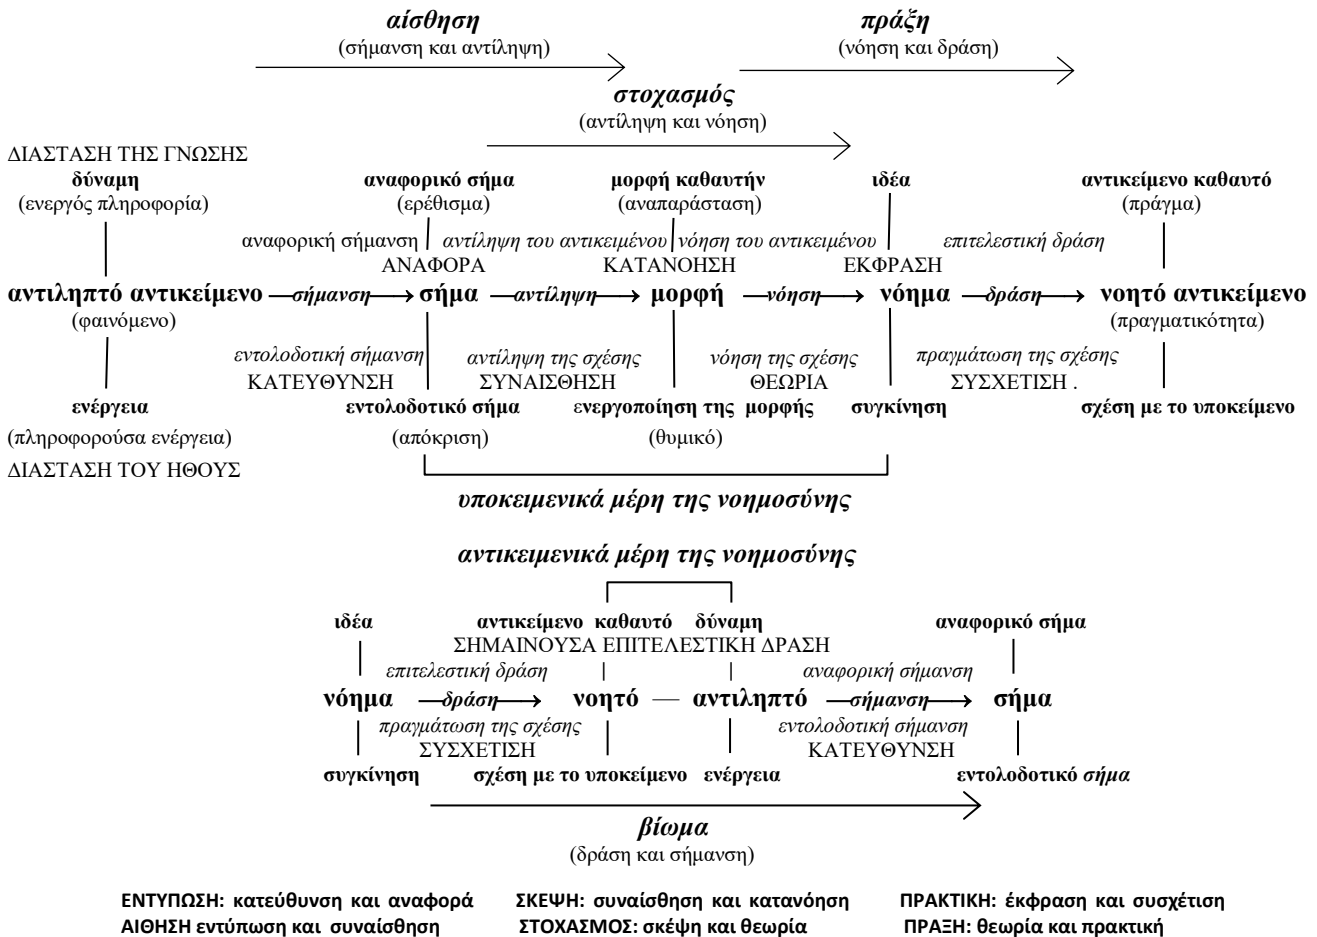 αίσθηση πράξη
(σήμανση και αντίληψη) (νόηση και δράση)
στοχασμός
(αντίληψη και νόηση)
ΔΙΑΣΤΑΣΗ ΤΗΣ ΓΝΩΣΗΣ
δύναμη αναφορικό σήμα μορφή καθαυτήν ιδέα αντικείμενο καθαυτό
(ενεργός πληροφορία) (ερέθισμα) (αναπαράσταση) (πράγμα)
αναφορική σήμανση αντίληψη του αντικειμένου νόηση του αντικειμένου επιτελεστική δράση
ΑΝΑΦΟΡΑ ΚΑΤΑΝΟΗΣΗ ΕΚΦΡΑΣΗ
αντιληπτό αντικείμενο σήμανση σήμα αντίληψη μορφή νόηση νόημα δράση νοητό αντικείμενο
(φαινόμενο) (πραγματικότητα)
εντολοδοτική σήμανση αντίληψη της σχέσης νόηση της σχέσης πραγμάτωση της σχέσης
ΚΑΤΕΥΘΥΝΣΗ ΣΥΝΑΙΣΘΗΣΗ ΘΕΩΡΙΑ ΣΥΣΧΕΤΙΣΗ .
ενέργεια εντολοδοτικό σήμα ενεργοποίηση της μορφής συγκίνηση σχέση με το υποκείμενο
(πληροφορούσα ενέργεια) (απόκριση) (θυμικό)
ΔΙΑΣΤΑΣΗ ΤΟΥ ΗΘΟΥΣ
υποκειμενικά μέρη της νοημοσύνης
αντικειμενικά μέρη της νοημοσύνης
ιδέα αντικείμενο καθαυτό δύναμη αναφορικό σήμα
ΣΗΜΑΙΝΟΥΣΑ ΕΠΙΤΕΛΕΣΤΙΚΗ ΔΡΑΣΗ
επιτελεστική δράση αναφορική σήμανση
νόημα δράση νοητό — αντιληπτό σήμανση σήμα
πραγμάτωση της σχέσης εντολοδοτική σήμανση
ΣΥΣΧΕΤΙΣΗ ΚΑΤΕΥΘΥΝΣΗ
συγκίνηση σχέση με το υποκείμενο ενέργεια εντολοδοτικό σήμα
βίωμα
(δράση και σήμανση)
ΕΝΤΥΠΩΣΗ: κατεύθυνση και αναφορά ΣΚΕΨΗ: συναίσθηση και κατανόηση ΠΡΑΚΤΙΚΗ: έκφραση και συσχέτιση
ΑΙΘΗΣΗ εντύπωση και συναίσθηση ΣΤΟΧΑΣΜΟΣ: σκέψη και θεωρία ΠΡΑΞΗ: θεωρία και πρακτική